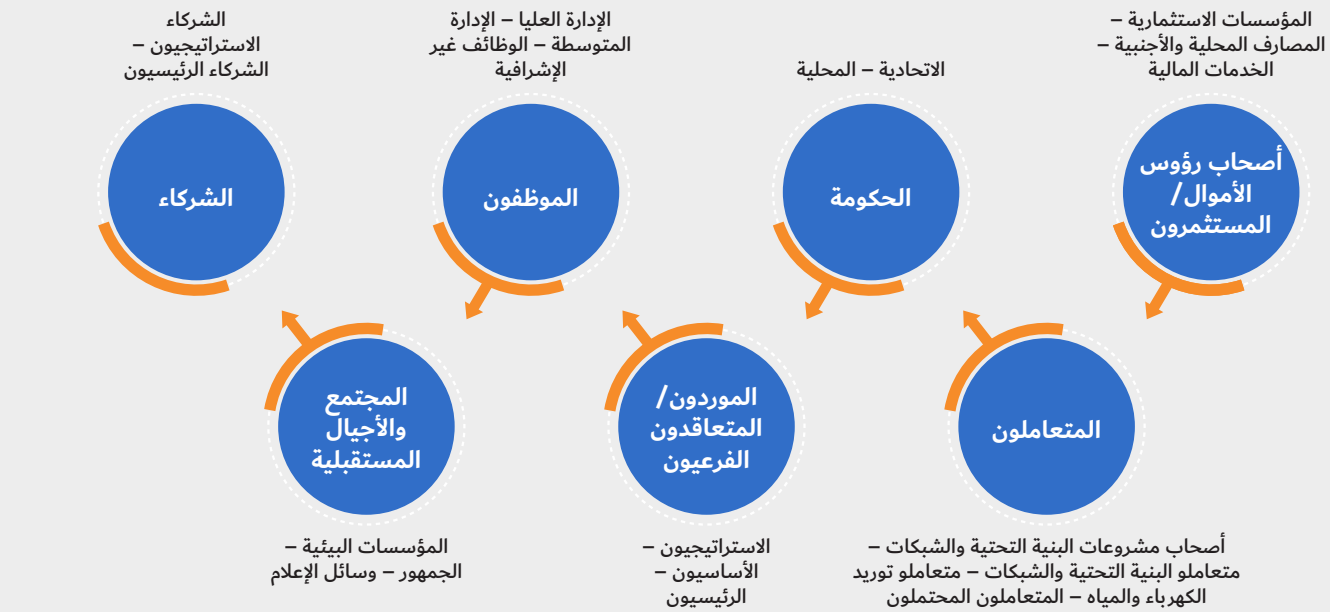 المؤسسات الاستثمارية –
المصارف المحلية والأجنبية –
الخدمات المالية
أصحاب رؤوس
الأموال/
المستثمرون
الاتحادية – المحلية
الحكومة
الإدارة العليا – الإدارة
المتوسطة – الوظائف غير
الإشرافية
الموظفون
الشركاء
الاستراتيجيون –
الشركاء الرئيسيون
الشركاء
المتعاملون
أصحاب مشروعات البنية التحتية والشبكات –
متعاملو البنية التحتية والشبكات – متعاملو توريد
الكهرباء والمياه – المتعاملون المحتملون
الموردون/
المتعاقدون
الفرعيون
الاستراتيجيون –
الأساسيون –
الرئيسيون
المجتمع
والأجيال
المستقبلية
المؤسسات البيئية –
الجمهور – وسائل الإعلام